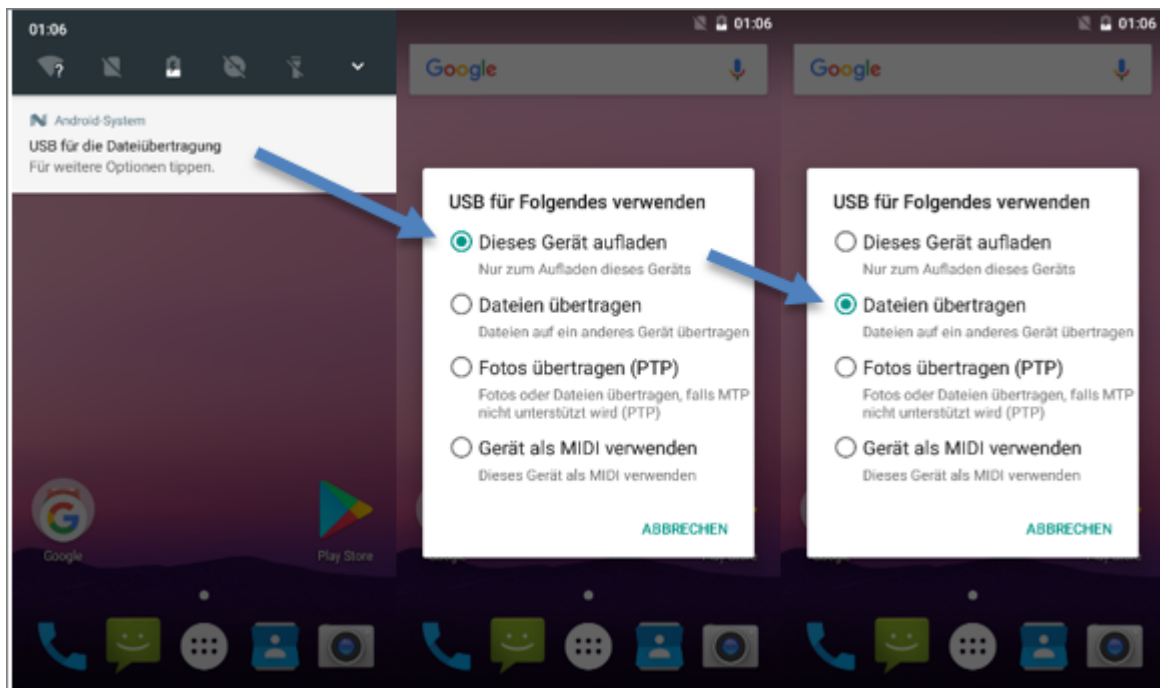 01:06
Android-System
USB für die Dateiübertragung
Für weitere Optionen tippen.
Google
Play Store
01:06
Google
USB für Folgendes verwenden
Dieses Gerät aufladen
Nur zum Aufladen dieses Geräts
Dateien übertragen
Dateien auf ein anderes Gerät übertragen
Fotos übertragen (PTP)
Fotos oder Dateien übertragen, falls MTP
nicht unterstützt wird (PTP)
Gerät als MIDI verwenden
Dieses Gerät als MIDI verwenden
ABBRECHEN
01:06
Google
USB für Folgendes verwenden
Dieses Gerät aufladen
Nur zum Aufladen dieses Geräts
Dateien übertragen
Dateien auf ein anderes Gerät übertragen
Fotos übertragen (PTP)
Fotos oder Dateien übertragen, falls MTP
nicht unterstützt wird (PTP)
Gerät als MIDI verwenden
Dieses Gerät als MIDI verwenden
ABBRECHEN